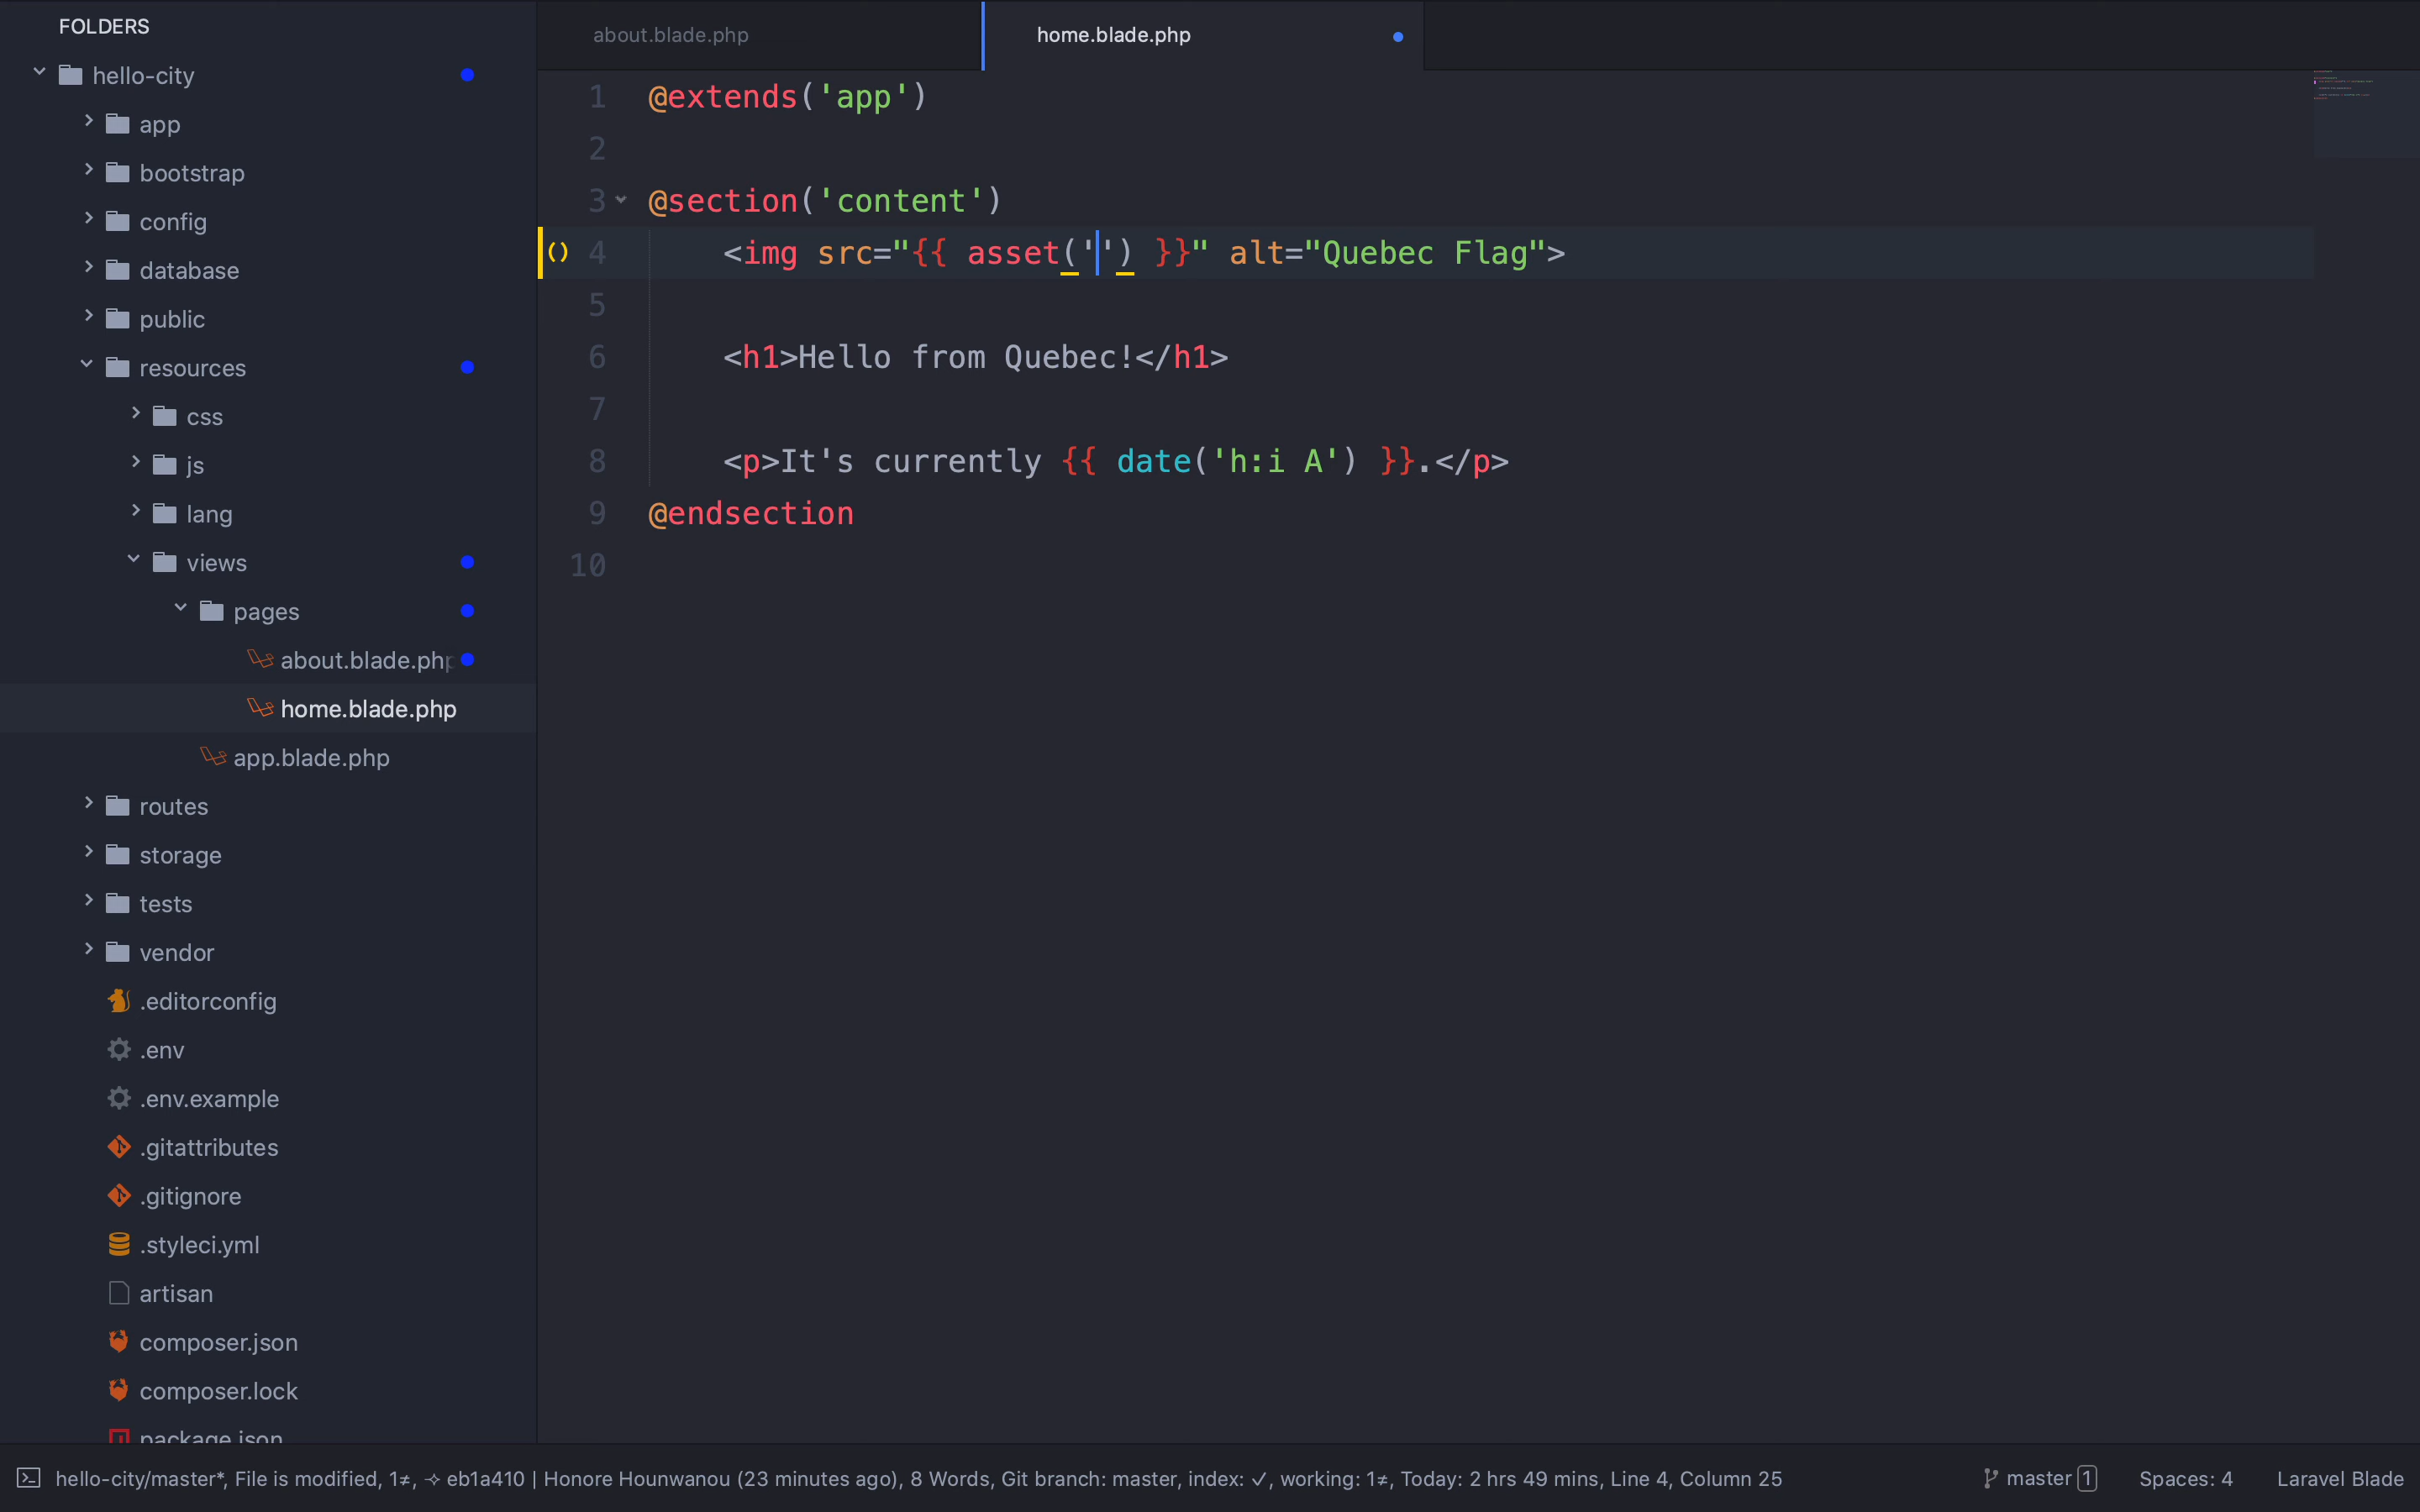 FOLDERS
hello-city
app
bootstrap
config
database
public
resources
css
js
lang
views
pages
about.blade.php
home.blade.php
app.blade.php
routes
storage
tests
vendor
.editorconfig
.env
.env.example
.gitattributes
.gitignore
.styleci.yml
artisan
composer.json
composer.lock
package.json
about.blade.php
home.blade.php
1 @extends('app')
2
3 @section('content')
() 4 <img src="{{ asset('') }}" alt="Quebec Flag">
5
6 <h1>Hello from Quebec!</h1>
7
8 <p>It's currently {{ date('h:i A') }}.</p>
9 @endsection
10
hello-city/master*, File is modified, 1≠, ⟢ eb1a410 | Honore Hounwanou (23 minutes ago), 8 Words, Git branch: master, index: ✓, working: 1≠, Today: 2 hrs 49 mins, Line 4, Column 25
master 1
Spaces: 4
Laravel Blade